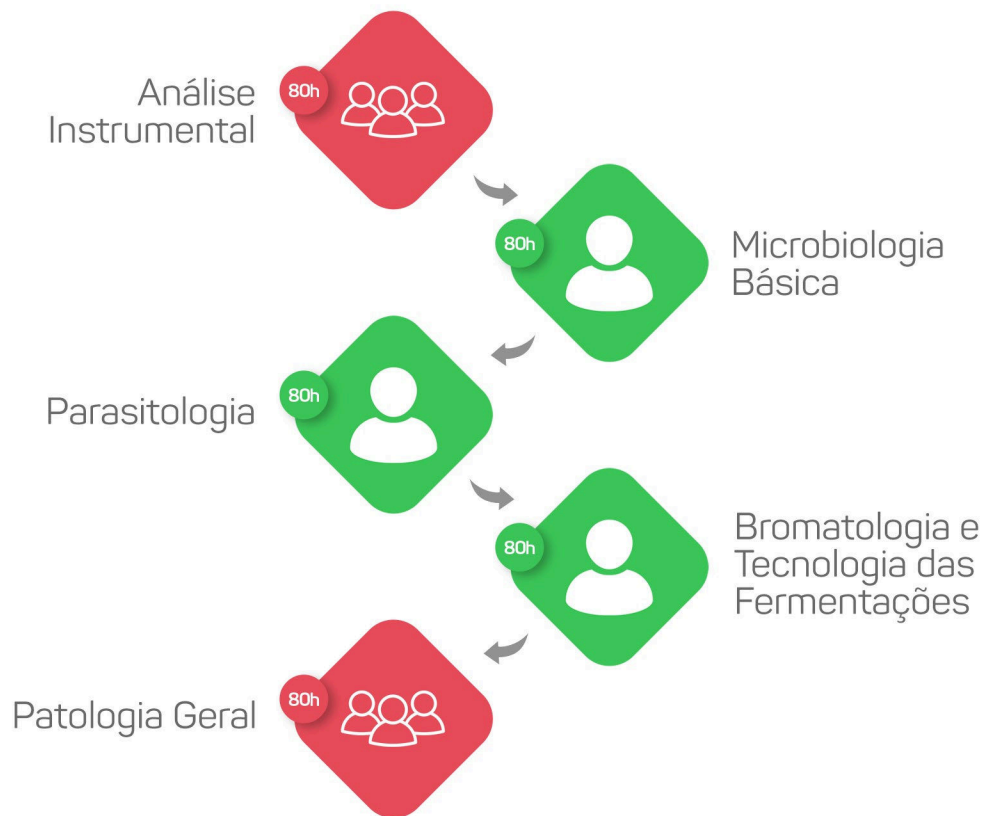 Análise
Instrumental
80h
80h
Microbiologia
Básica
Parasitologia
80h
80h
Bromatologia e
Tecnologia das
Fermentações
Patologia Geral
80h